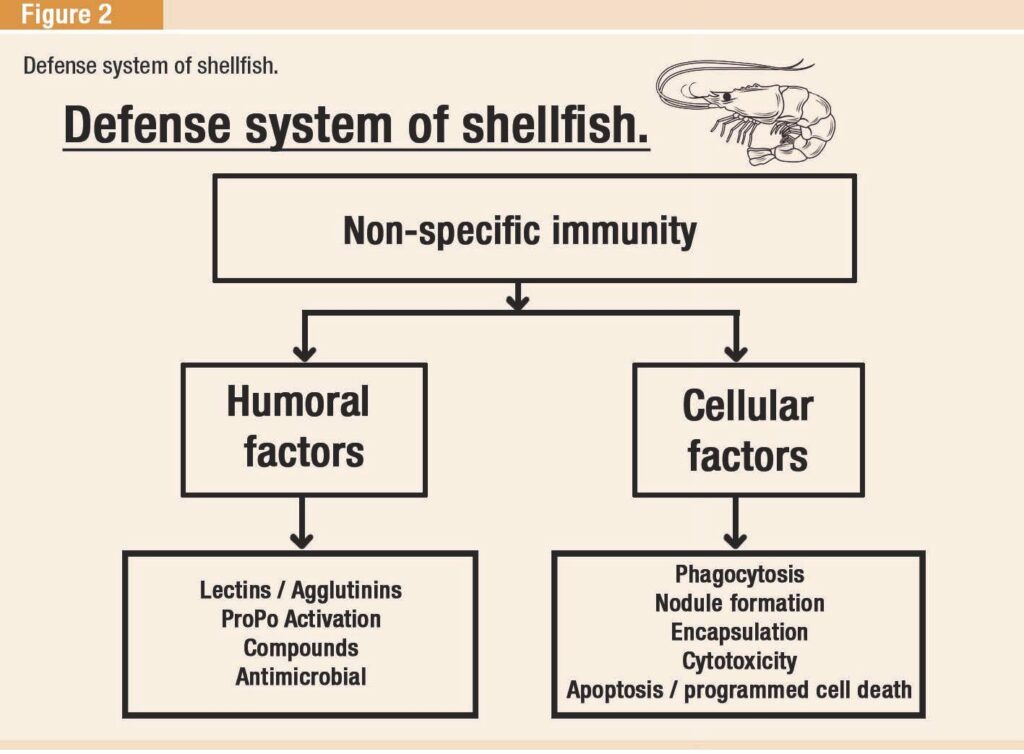 Figure 2
Defense system of shellfish.
Defense system of shellfish.
Non-specific immunity
Humoral
factors
Cellular
factors
Lectins / Agglutinins
ProPo Activation
Compounds
Antimicrobial
Phagocytosis
Nodule formation
Encapsulation
Cytotoxicity
Apoptosis / programmed cell death